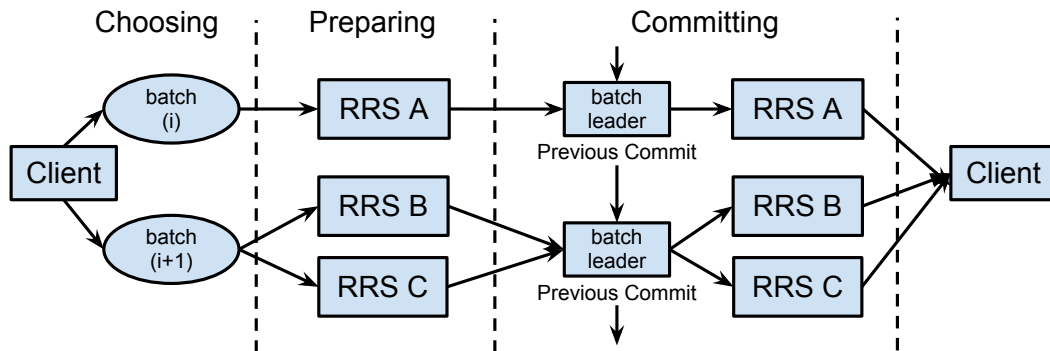 Choosing
Preparing
Committing
batch
(i)
RRS A
batch
leader
RRS A
Previous Commit
Client
RRS B
RRS B
Client
batch
(i+1)
batch
leader
RRS C
RRS C
Previous Commit